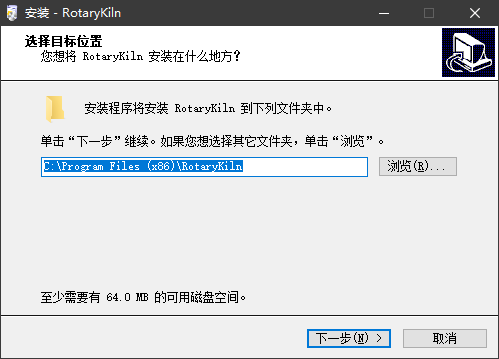 安装 - RotaryKiln
选择目标位置
您想将 RotaryKiln 安装在什么地方？
安装程序将安装 RotaryKiln 到下列文件夹中。
单击“下一步”继续。如果您想选择其它文件夹，单击“浏览”。
C:\Program Files (x86)\RotaryKiln
浏览(R)...
至少需要有 64.0 MB 的可用磁盘空间。
下一步(N) >
取消